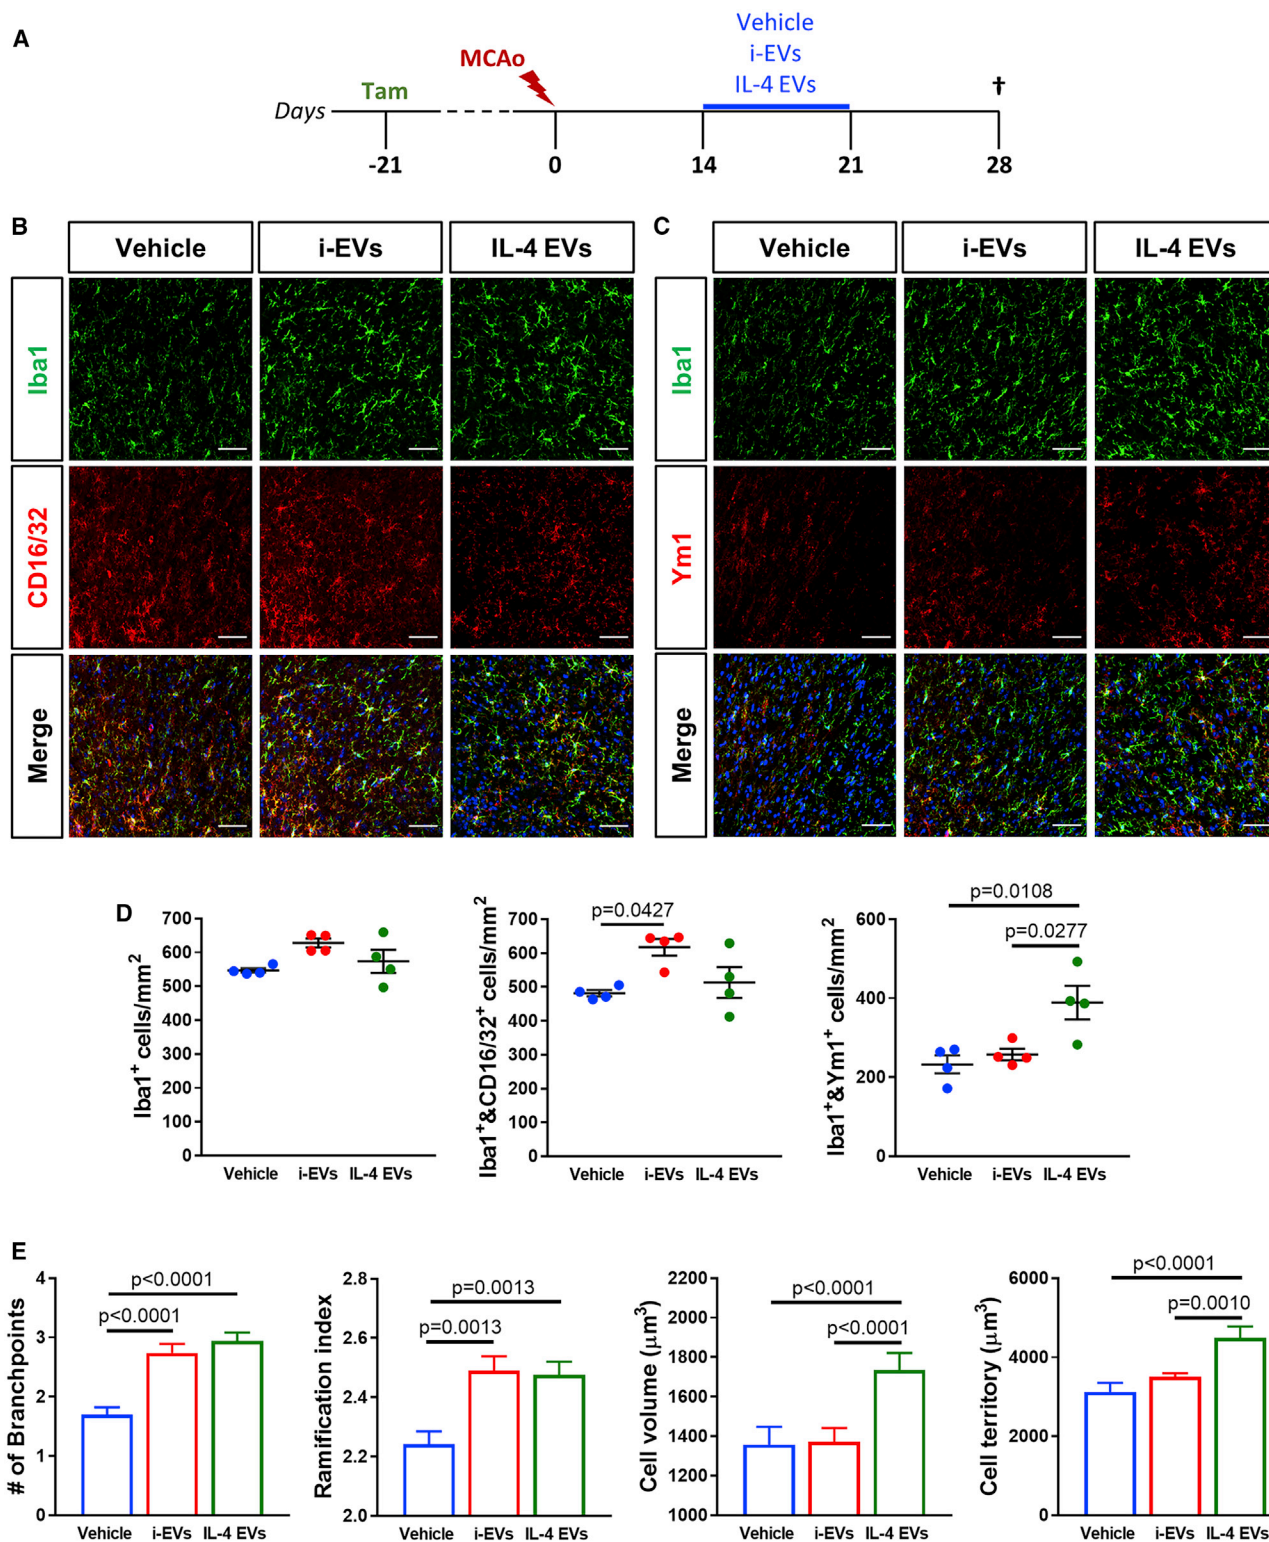 A
Vehicle
i-EVs
IL-4 EVs
MCAo
Tam
†
Days
-21 0 14 21 28
B
Vehicle i-EVs IL-4 EVs
Iba1
CD16/32
Merge
C
Vehicle i-EVs IL-4 EVs
Iba1
Ym1
Merge
D
Iba1+ cells/mm2
700
600
500
400
300
200
100
0
Vehicle i-EVs IL-4 EVs
Iba1+&CD16/32+ cells/mm2
p=0.0427
700
600
500
400
300
200
100
0
Vehicle i-EVs IL-4 EVs
Iba1+&Ym1+ cells/mm2
p=0.0108
p=0.0277
600
400
200
0
Vehicle i-EVs IL-4 EVs
E
# of Branchpoints
p<0.0001
p<0.0001
4
3
2
1
0
Vehicle i-EVs IL-4 EVs
Ramification index
p=0.0013
p=0.0013
2.8
2.6
2.4
2.2
2.0
Vehicle i-EVs IL-4 EVs
Cell volume (μm3)
p<0.0001
p<0.0001
2200
2000
1800
1600
1400
1200
1000
Vehicle i-EVs IL-4 EVs
Cell territory (μm3)
p<0.0001
p=0.0010
6000
4000
2000
0
Vehicle i-EVs IL-4 EVs